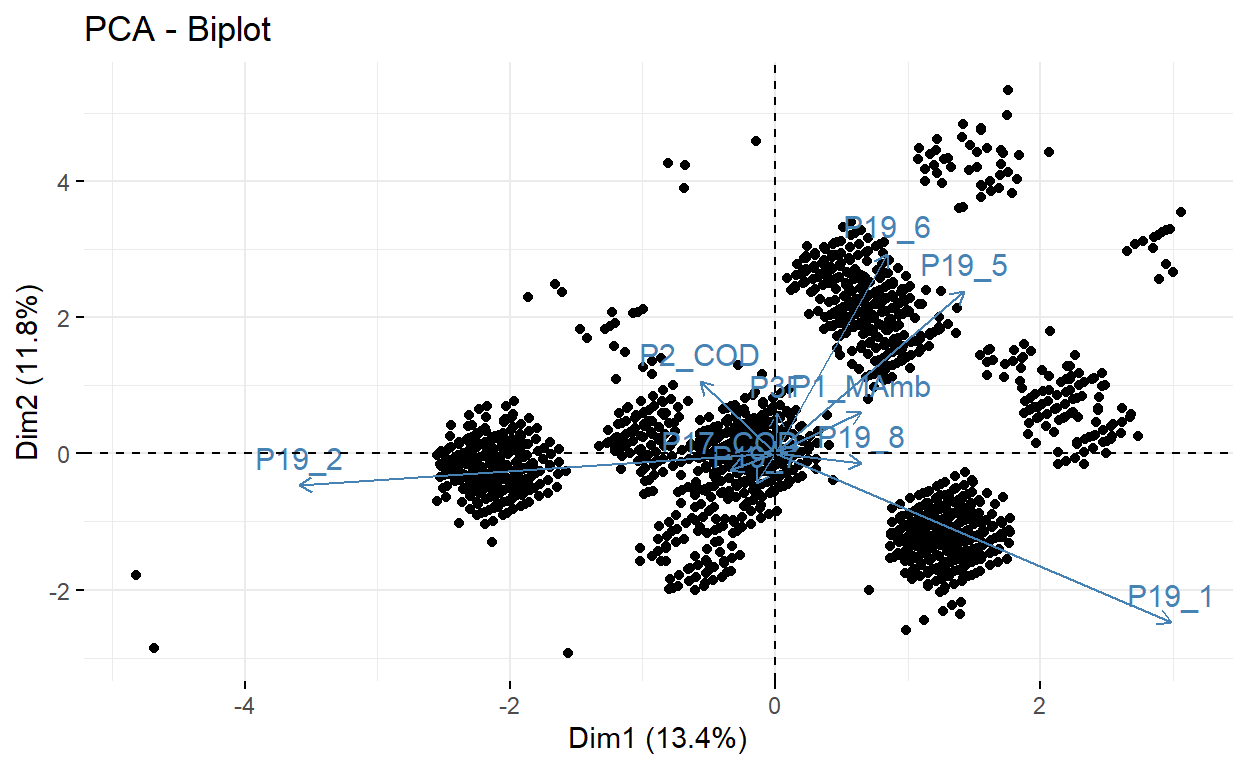 PCA - Biplot
Dim2 (11.8%)
4
2
0
-2
P19_6
P19_5
P2_COD
P1_MAmb
P17_COD
P19_8
P19_2
P19_1
-4
-2
0
2
Dim1 (13.4%)